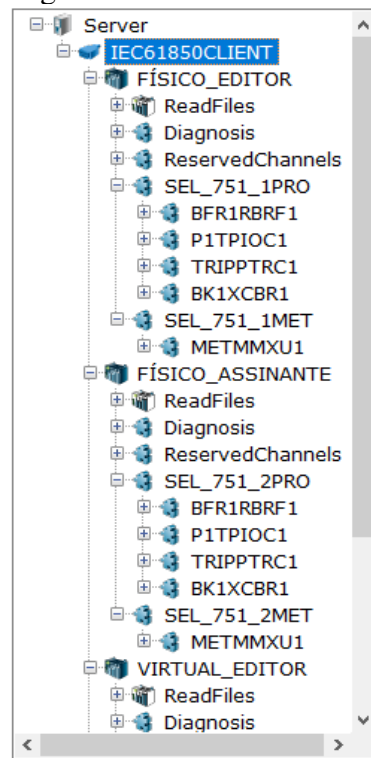 Server
IEC61850CLIENT
FÍSICO_EDITOR
ReadFiles
Diagnosis
ReservedChannels
SEL_751_1PRO
BFR1RBRF1
P1TPIOC1
TRIPPTRC1
BK1XCBR1
SEL_751_1MET
METMMXU1
FÍSICO_ASSINANTE
ReadFiles
Diagnosis
ReservedChannels
SEL_751_2PRO
BFR1RBRF1
P1TPIOC1
TRIPPTRC1
BK1XCBR1
SEL_751_2MET
METMMXU1
VIRTUAL_EDITOR
ReadFiles
Diagnosis